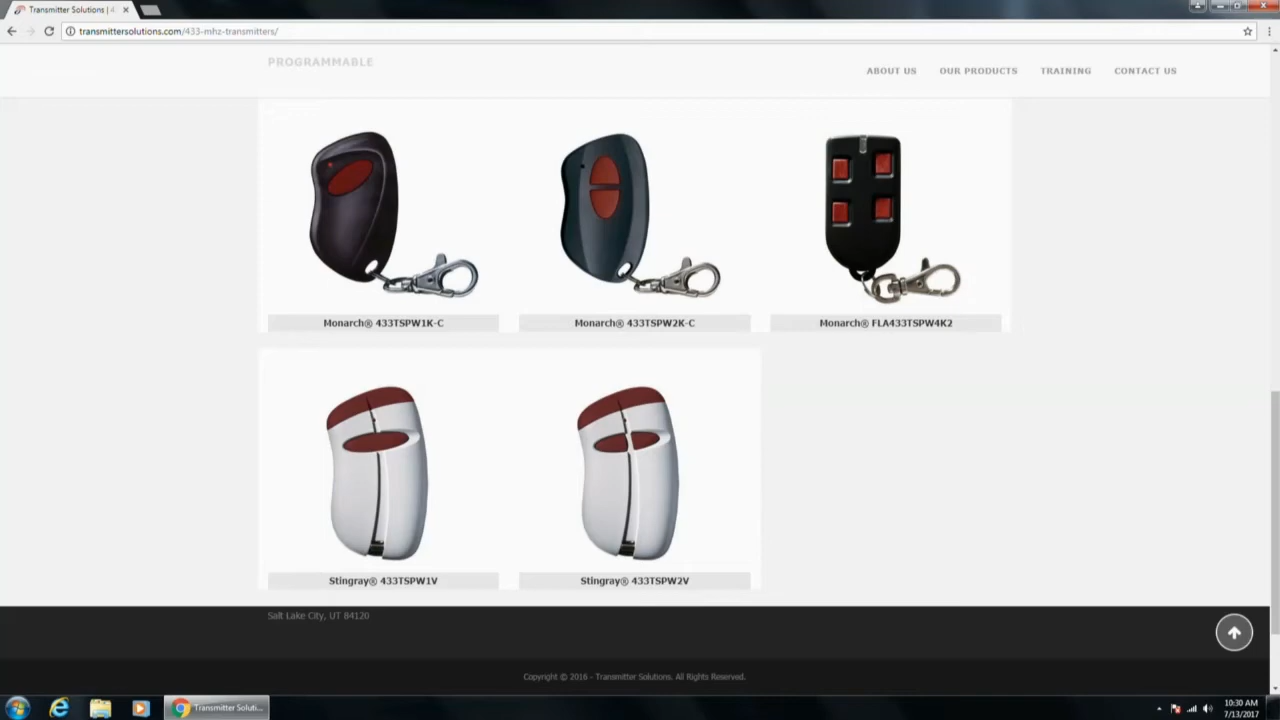 Transmitter Solutions | 4
transmittersolutions.com/433-mhz-transmitters/
PROGRAMMABLE
ABOUT US
OUR PRODUCTS
TRAINING
CONTACT US
Monarch® 433TSPW1K-C
Monarch® 433TSPW2K-C
Monarch® FLA433TSPW4K2
Stingray® 433TSPW1V
Stingray® 433TSPW2V
Salt Lake City, UT 84120
Copyright © 2016 - Transmitter Solutions. All Rights Reserved.
Transmitter Soluti...
10:30 AM
7/13/2017